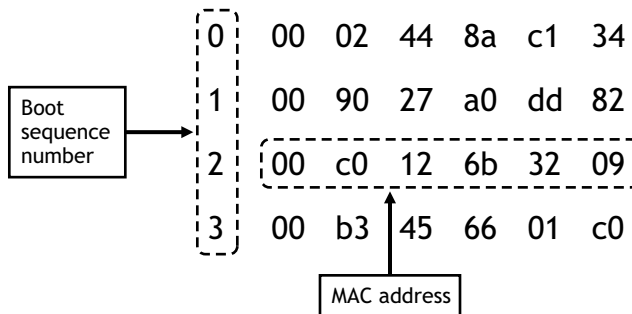 0 00 02 44 8a c1 34
1 00 90 27 a0 dd 82
Boot
sequence
number
2 00 c0 12 6b 32 09
3 00 b3 45 66 01 c0
MAC address